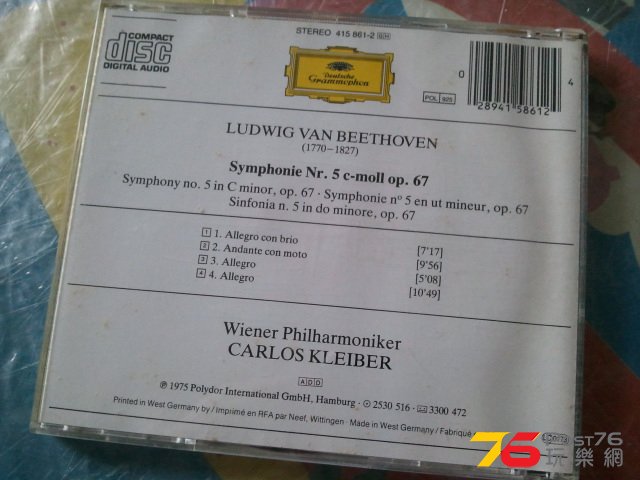 COMPACT
disc
DIGITAL AUDIO
STEREO 415 861-2 GH
Deutsche
Grammophon
POL 925
0 28941 58612 4
LUDWIG VAN BEETHOVEN
(1770–1827)
Symphonie Nr. 5 c-moll op. 67
Symphony no. 5 in C minor, op. 67 · Symphonie nº 5 en ut mineur, op. 67
Sinfonia n. 5 in do minore, op. 67
1 1. Allegro con brio [7'17]
2 2. Andante con moto [9'56]
3 3. Allegro [5'08]
4 4. Allegro [10'49]
Wiener Philharmoniker
CARLOS KLEIBER
ADD
℗ 1975 Polydor International GmbH, Hamburg · 2530 516 · 3300 472
Printed in West Germany by / Imprimé en RFA par Neef, Wittingen · Made in West Germany / Fabriqué
76 ST76
玩樂網